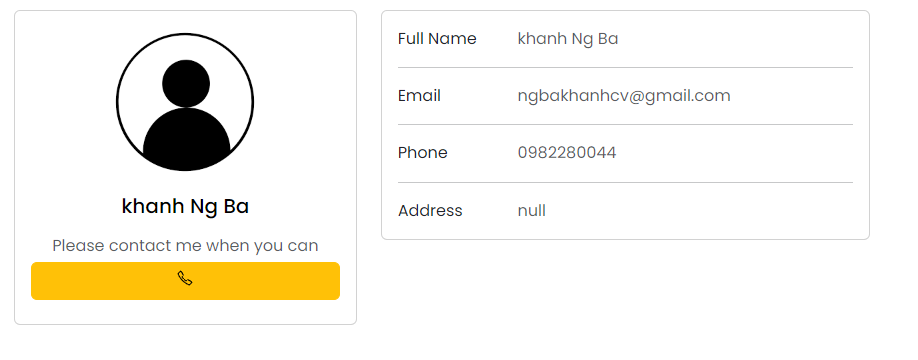 khanh Ng Ba
Please contact me when you can
Full Name khanh Ng Ba
Email ngbakhanhcv@gmail.com
Phone 0982280044
Address null